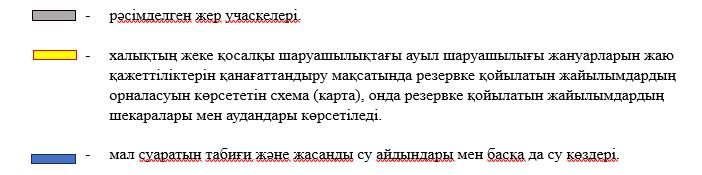 - рәсімделген жер учаскелері.
- халықтың жеке қосалқы шаруашылықтағы ауыл шаруашылығы жануарларын жаю
қажеттіліктерін қанағаттандыру мақсатында резервке қойылатын жайылымдардың
орналасуын көрсететін схема (карта), онда резервке қойылатын жайылымдардың
шекаралары мен аудандары көрсетіледі.
- мал суаратын табиғи және жасанды су айдындары мен басқа да су көздері.